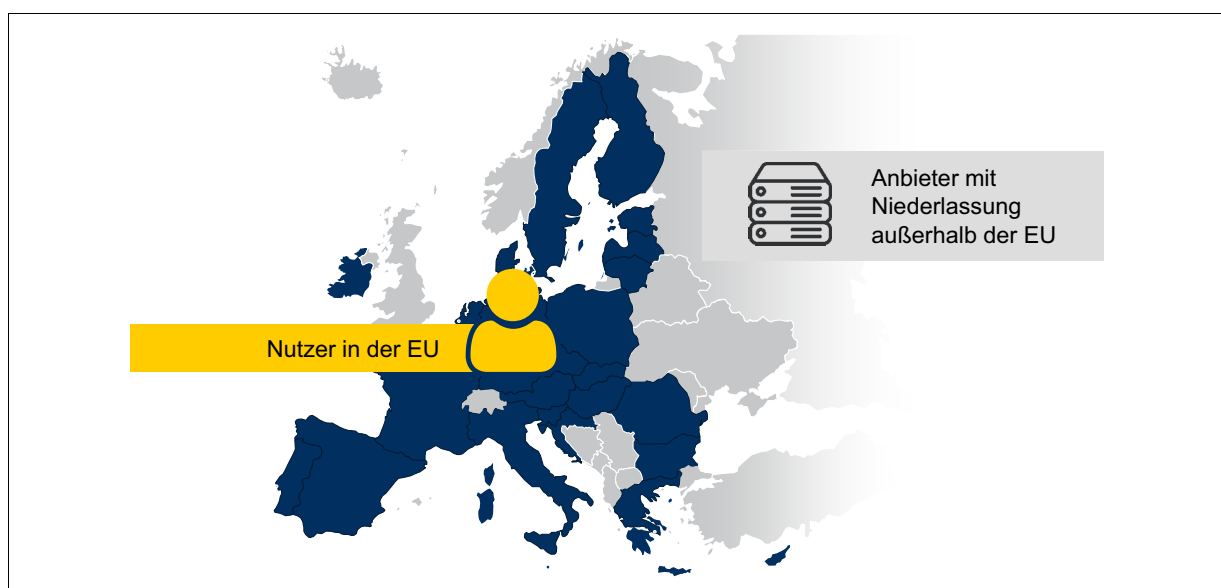 Anbieter mit
Niederlassung
außerhalb der EU
Nutzer in der EU